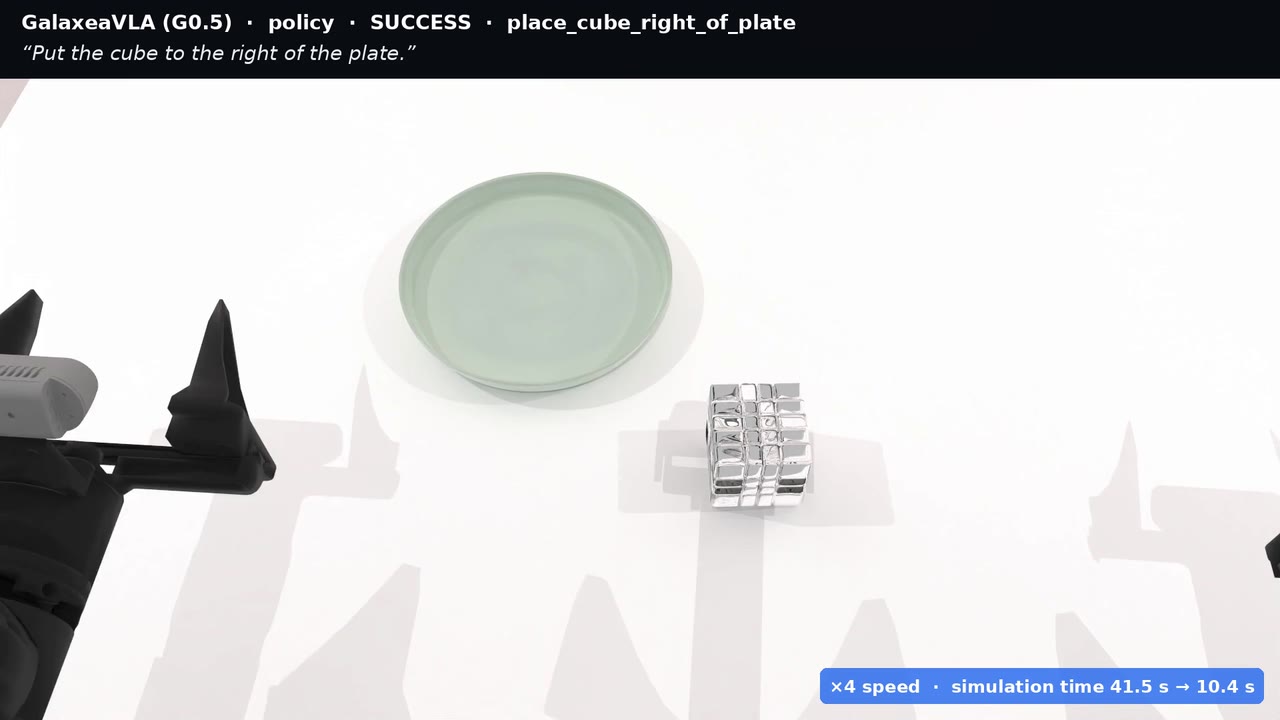 GalaxeaVLA (G0.5) · policy · SUCCESS · place_cube_right_of_plate
“Put the cube to the right of the plate.”
×4 speed · simulation time 41.5 s → 10.4 s